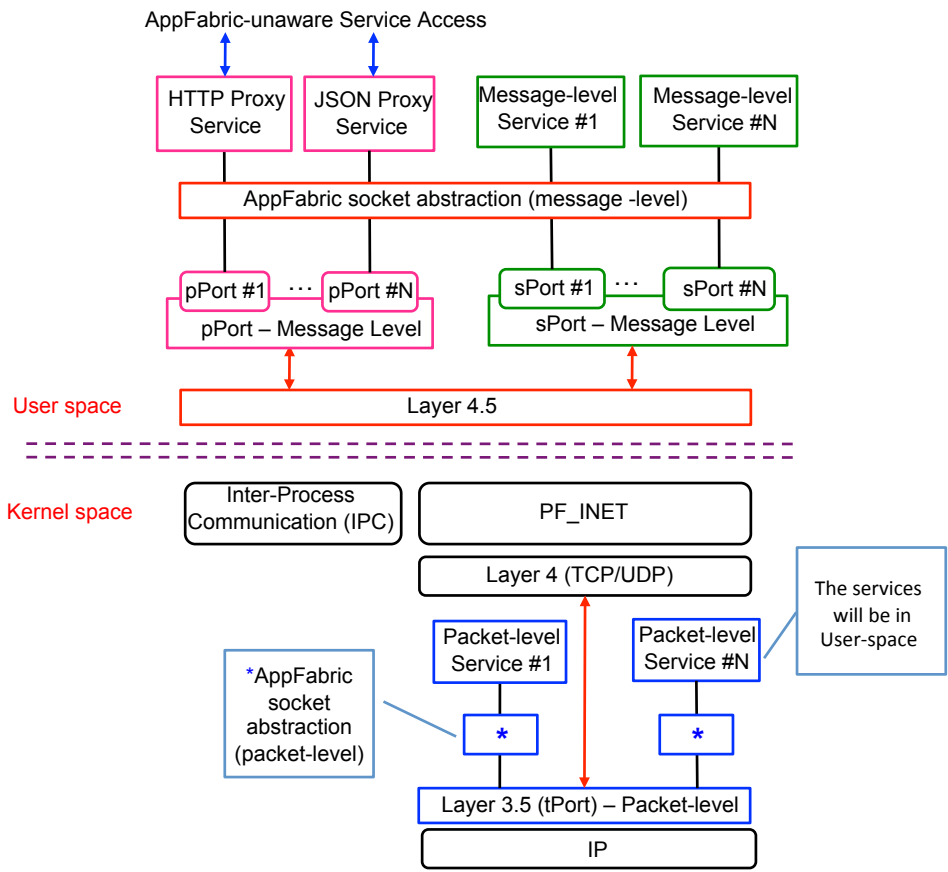 AppFabric-unaware Service Access
HTTP Proxy
Service
JSON Proxy
Service
Message-level
Service #1
Message-level
Service #N
AppFabric socket abstraction (message -level)
pPort #1
...
pPort #N
sPort #1
...
sPort #N
pPort – Message Level
sPort – Message Level
User space
Layer 4.5
Kernel space
Inter-Process
Communication (IPC)
PF_INET
Layer 4 (TCP/UDP)
The services
will be in
User-space
Packet-level
Service #1
Packet-level
Service #N
*AppFabric
socket
abstraction
(packet-level)
*
*
Layer 3.5 (tPort) – Packet-level
IP